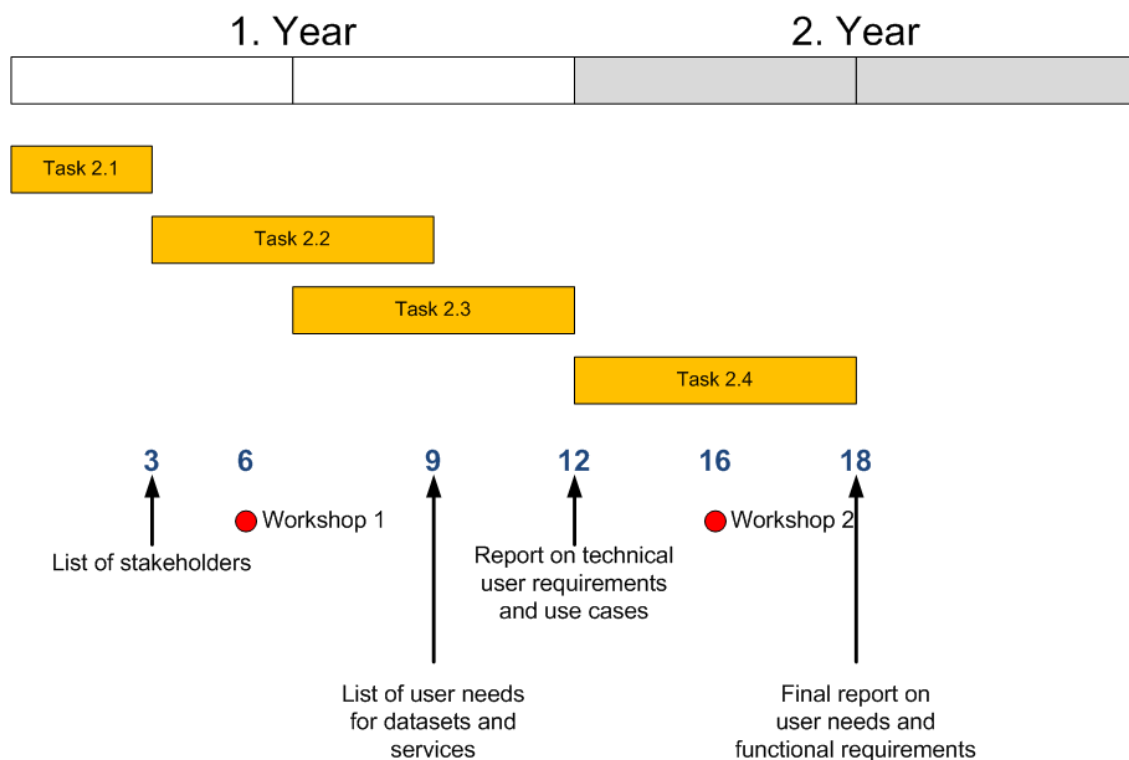 1. Year
2. Year
Task 2.1
Task 2.2
Task 2.3
Task 2.4
3
6
9
12
16
18
Workshop 1
Workshop 2
List of stakeholders
Report on technical
user requirements
and use cases
List of user needs
for datasets and
services
Final report on
user needs and
functional requirements